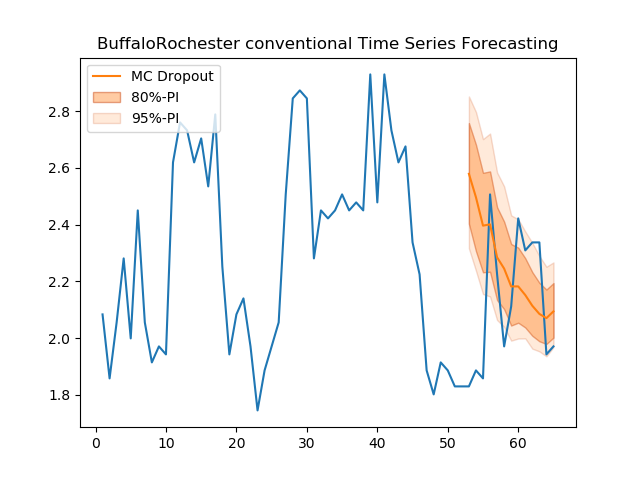 BuffaloRochester conventional Time Series Forecasting
MC Dropout
80%-PI
95%-PI
2.8
2.6
2.4
2.2
2.0
1.8
0 10 20 30 40 50 60